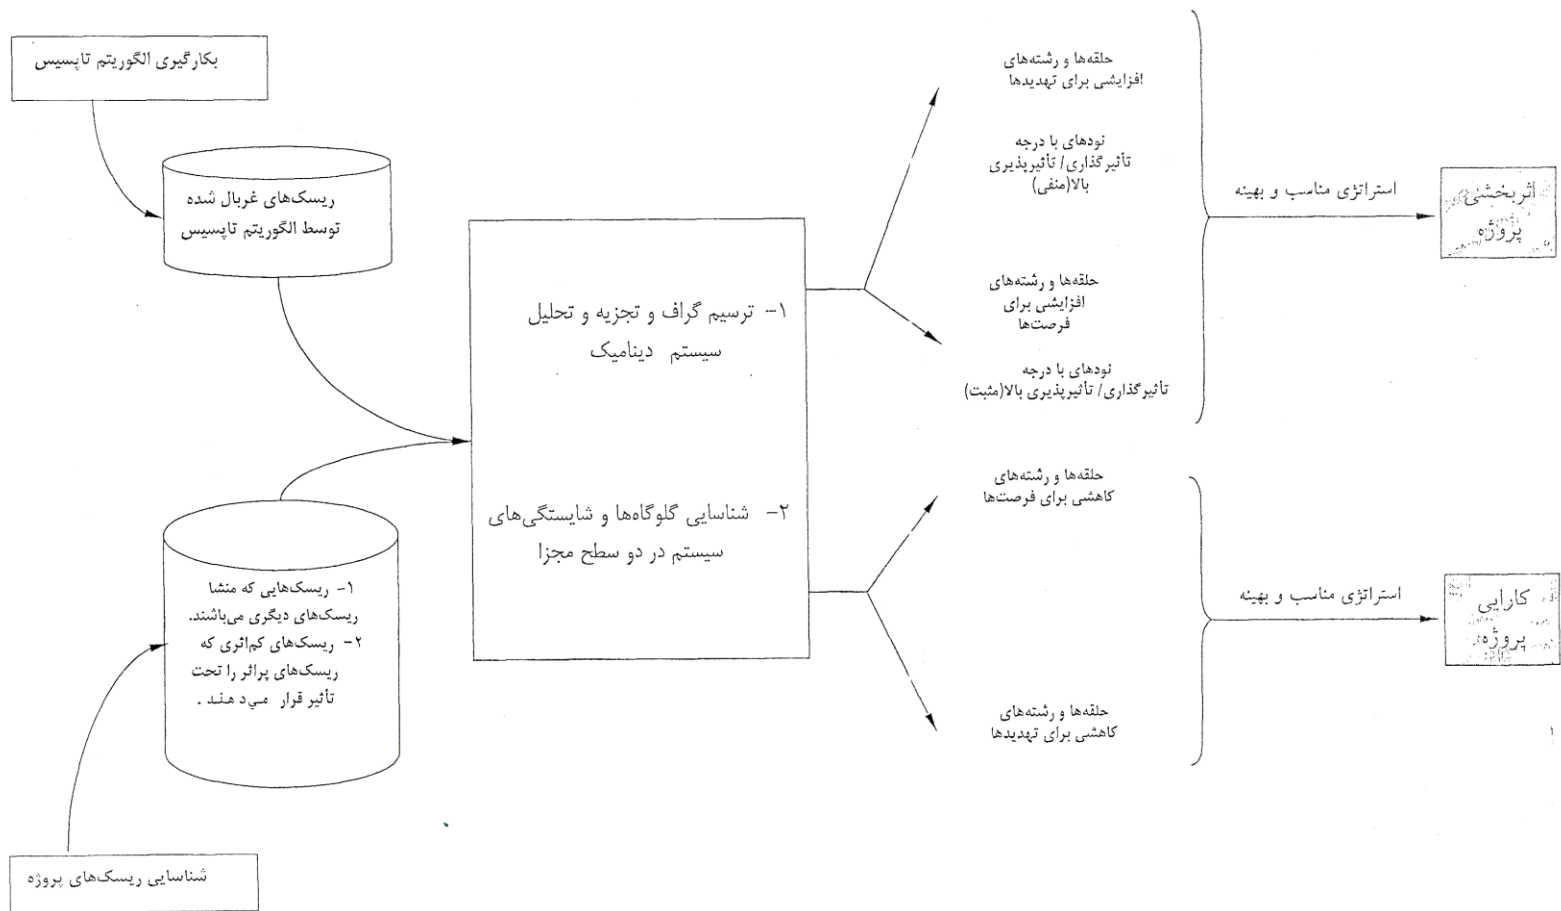 بکارگیری الگوریتم تاپسیس
ریسک‌های غربال شده
توسط الگوریتم تاپسیس
۱- ریسک‌هایی که منشا
ریسک‌های دیگری می‌باشند.
۲- ریسک‌های کم‌اثری که
ریسک‌های پراثر را تحت
تأثیر قرار می‌دهند.
شناسایی ریسک‌های پروژه
۱- ترسیم گراف و تجزیه و تحلیل
سیستم دینامیک
۲- شناسایی گلوگاه‌ها و شایستگی‌های
سیستم در دو سطح مجزا
حلقه‌ها و رشته‌های
افزایشی برای تهدیدها
نودهای با درجه
تأثیرگذاری/ تأثیرپذیری
بالا(منفی)
حلقه‌ها و رشته‌های
افزایشی برای
فرصت‌ها
نودهای با درجه
تأثیرگذاری/ تأثیرپذیری بالا(مثبت)
حلقه‌ها و رشته‌های
کاهشی برای فرصت‌ها
حلقه‌ها و رشته‌های
کاهشی برای تهدیدها
استراتژی مناسب و بهینه
اثربخشی
پروژه
استراتژی مناسب و بهینه
کارایی
پروژه